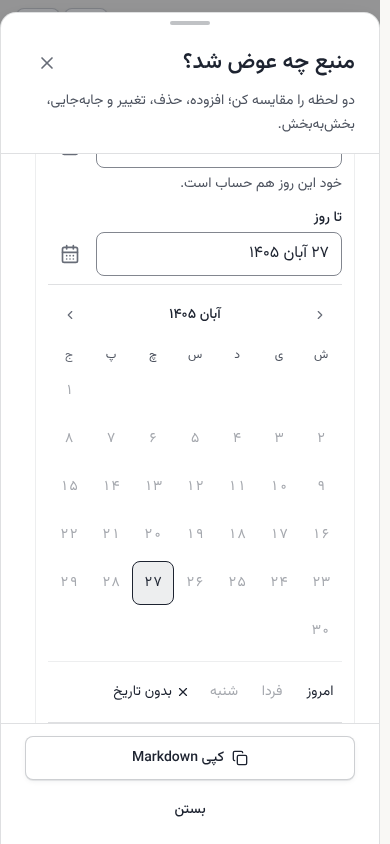 منبع چه عوض شد؟
دو لحظه را مقایسه کن؛ افزوده، حذف، تغییر و جابه‌جایی،
بخش‌به‌بخش.
خود این روز هم حساب است.
تا روز
۲۷ آبان ۱۴۰۵
آبان ۱۴۰۵
ش ی د س چ پ ج
۱
۲ ۳ ۴ ۵ ۶ ۷ ۸
۹ ۱۰ ۱۱ ۱۲ ۱۳ ۱۴ ۱۵
۱۶ ۱۷ ۱۸ ۱۹ ۲۰ ۲۱ ۲۲
۲۳ ۲۴ ۲۵ ۲۶ ۲۷ ۲۸ ۲۹
۳۰
امروز فردا شنبه بدون تاریخ
کپی Markdown
بستن